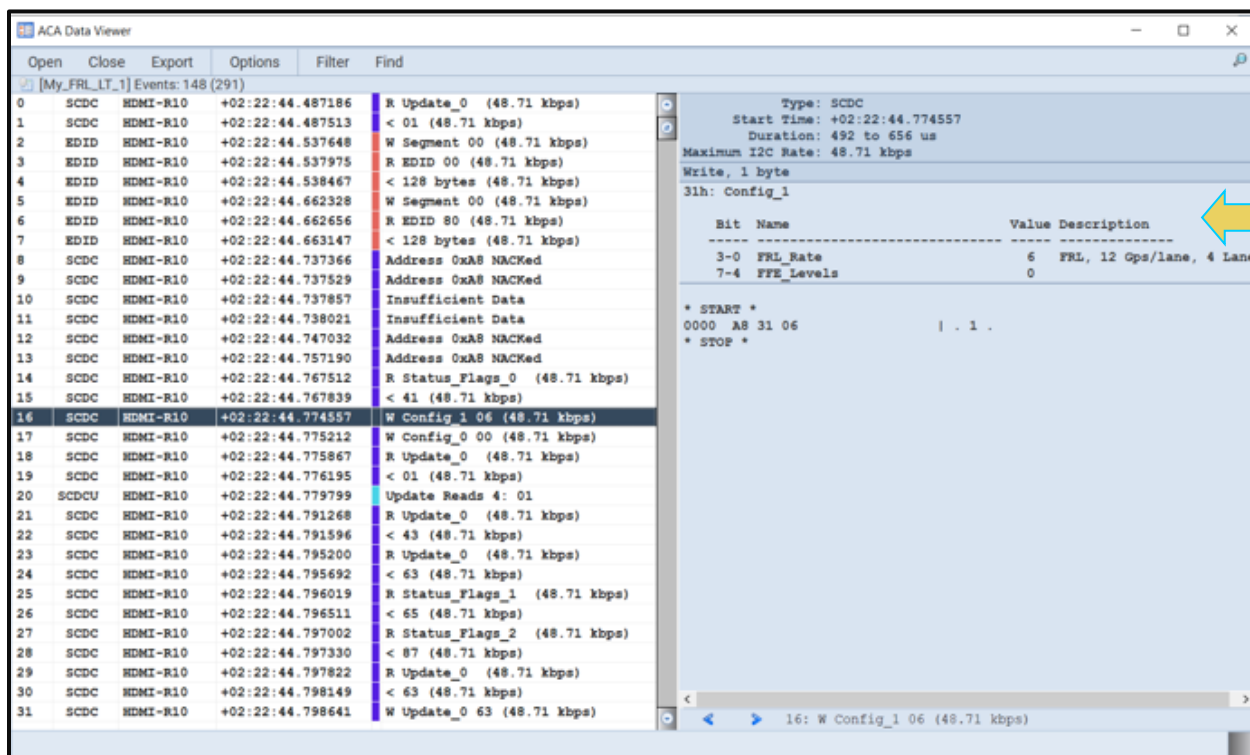 ACA Data Viewer
Open Close Export Options Filter Find
[My_FRL_LT_1] Events: 148 (291)
0 SCDC HDMI-R10 +02:22:44.487186 R Update_0 (48.71 kbps)
1 SCDC HDMI-R10 +02:22:44.487513 < 01 (48.71 kbps)
2 EDID HDMI-R10 +02:22:44.537648 W Segment 00 (48.71 kbps)
3 EDID HDMI-R10 +02:22:44.537975 R EDID 00 (48.71 kbps)
4 EDID HDMI-R10 +02:22:44.538467 < 128 bytes (48.71 kbps)
5 EDID HDMI-R10 +02:22:44.662328 W Segment 00 (48.71 kbps)
6 EDID HDMI-R10 +02:22:44.662656 R EDID 80 (48.71 kbps)
7 EDID HDMI-R10 +02:22:44.663147 < 128 bytes (48.71 kbps)
8 SCDC HDMI-R10 +02:22:44.737366 Address 0xA8 NACKed
9 SCDC HDMI-R10 +02:22:44.737529 Address 0xA8 NACKed
10 SCDC HDMI-R10 +02:22:44.737857 Insufficient Data
11 SCDC HDMI-R10 +02:22:44.738021 Insufficient Data
12 SCDC HDMI-R10 +02:22:44.747032 Address 0xA8 NACKed
13 SCDC HDMI-R10 +02:22:44.757190 Address 0xA8 NACKed
14 SCDC HDMI-R10 +02:22:44.767512 R Status_Flags_0 (48.71 kbps)
15 SCDC HDMI-R10 +02:22:44.767839 < 41 (48.71 kbps)
16 SCDC HDMI-R10 +02:22:44.774557 W Config_1 06 (48.71 kbps)
17 SCDC HDMI-R10 +02:22:44.775212 W Config_0 00 (48.71 kbps)
18 SCDC HDMI-R10 +02:22:44.775867 R Update_0 (48.71 kbps)
19 SCDC HDMI-R10 +02:22:44.776195 < 01 (48.71 kbps)
20 SCDCU HDMI-R10 +02:22:44.779799 Update Reads 4: 01
21 SCDC HDMI-R10 +02:22:44.791268 R Update_0 (48.71 kbps)
22 SCDC HDMI-R10 +02:22:44.791596 < 43 (48.71 kbps)
23 SCDC HDMI-R10 +02:22:44.795200 R Update_0 (48.71 kbps)
24 SCDC HDMI-R10 +02:22:44.795692 < 63 (48.71 kbps)
25 SCDC HDMI-R10 +02:22:44.796019 R Status_Flags_1 (48.71 kbps)
26 SCDC HDMI-R10 +02:22:44.796511 < 65 (48.71 kbps)
27 SCDC HDMI-R10 +02:22:44.797002 R Status_Flags_2 (48.71 kbps)
28 SCDC HDMI-R10 +02:22:44.797330 < 87 (48.71 kbps)
29 SCDC HDMI-R10 +02:22:44.797822 R Update_0 (48.71 kbps)
30 SCDC HDMI-R10 +02:22:44.798149 < 63 (48.71 kbps)
31 SCDC HDMI-R10 +02:22:44.798641 W Update_0 63 (48.71 kbps)
Type: SCDC
Start Time: +02:22:44.774557
Duration: 492 to 656 us
Maximum I2C Rate: 48.71 kbps
Write, 1 byte
31h: Config_1
Bit Name Value Description
----- ------------------------------ ----- --------------
3-0 FRL_Rate 6 FRL, 12 Gps/lane, 4 Lane
7-4 FFE_Levels 0
* START *
0000 A8 31 06 | . 1 .
* STOP *
16: W Config_1 06 (48.71 kbps)